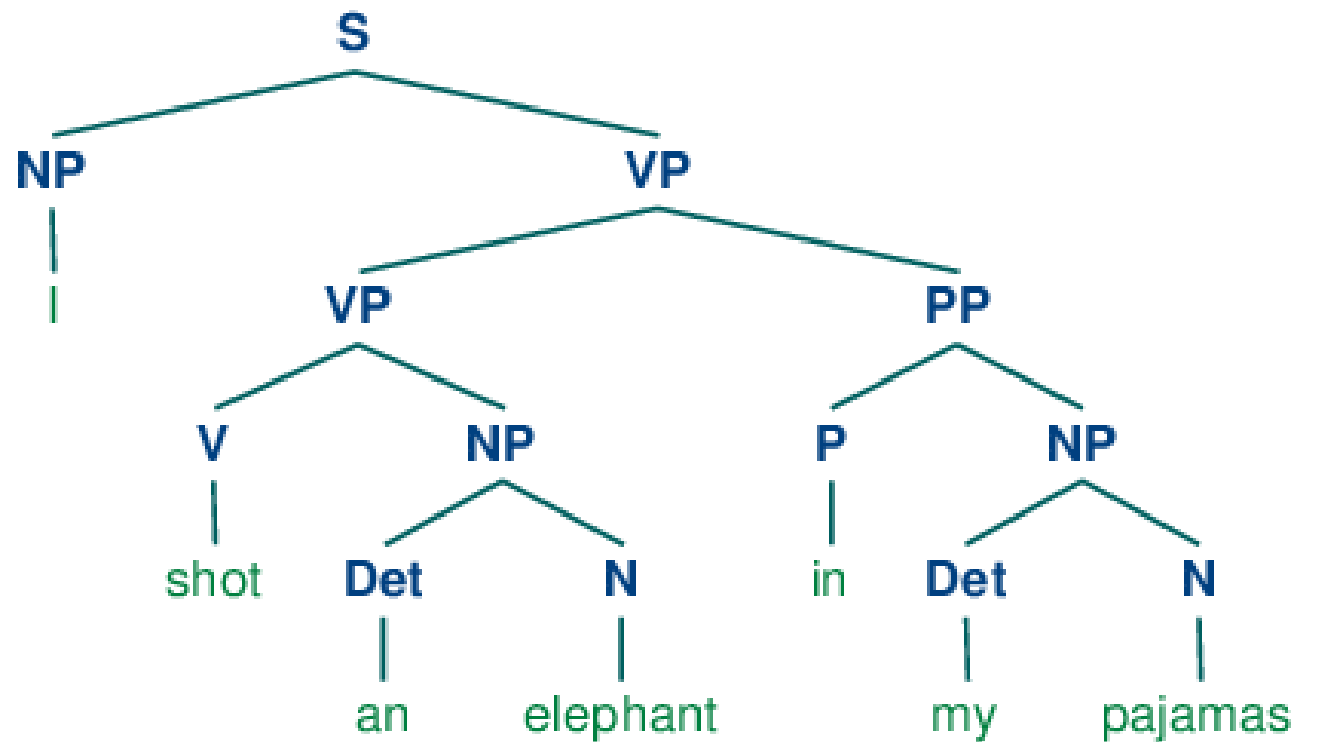 S
NP VP
I VP PP
V NP P NP
shot Det N in Det N
an elephant my pajamas